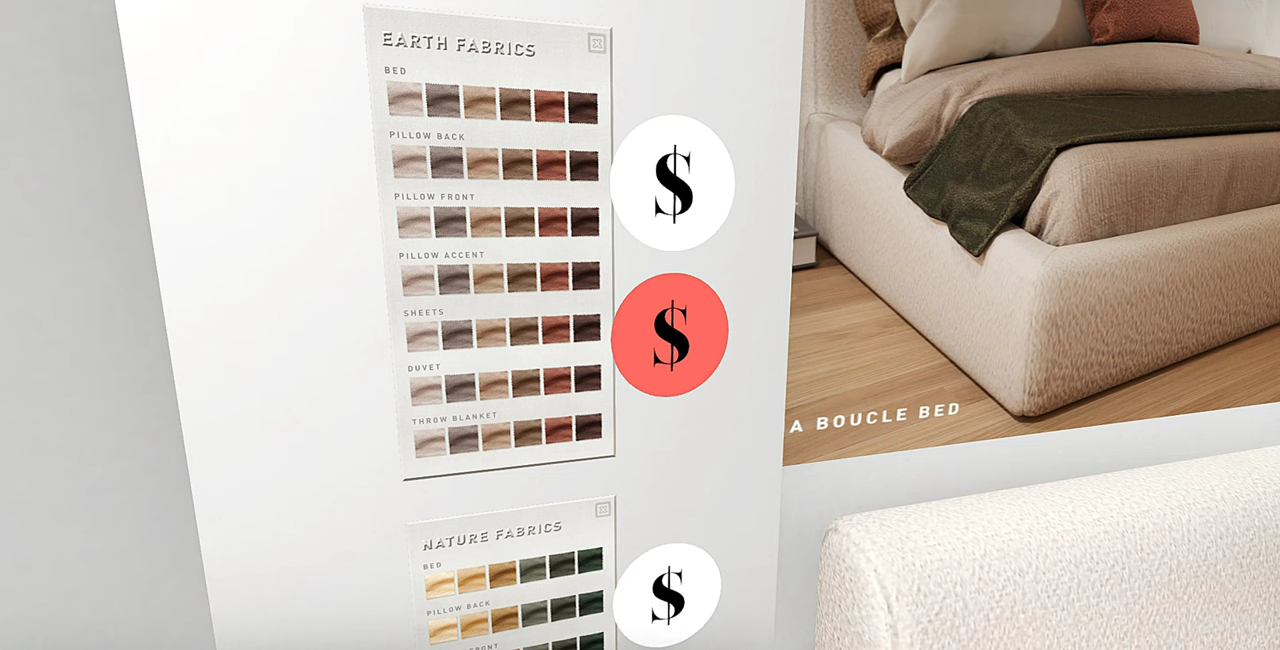 EARTH FABRICS
BED
PILLOW BACK
PILLOW FRONT
PILLOW ACCENT
SHEETS
DUVET
THROW BLANKET
$
$
A BOUCLE BED
NATURE FABRICS
BED
PILLOW BACK
FRONT
$